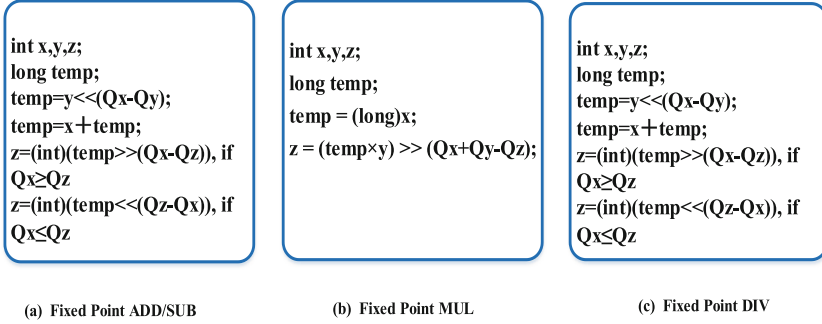 int x,y,z;
long temp;
temp=y<<(Qx-Qy);
temp=x+temp;
z=(int)(temp>>(Qx-Qz)), if
Qx≥Qz
z=(int)(temp<<(Qz-Qx)), if
Qx≤Qz
(a) Fixed Point ADD/SUB
int x,y,z;
long temp;
temp = (long)x;
z = (temp×y) >> (Qx+Qy-Qz);
(b) Fixed Point MUL
int x,y,z;
long temp;
temp=y<<(Qx-Qy);
temp=x+temp;
z=(int)(temp>>(Qx-Qz)), if
Qx≥Qz
z=(int)(temp<<(Qz-Qx)), if
Qx≤Qz
(c) Fixed Point DIV